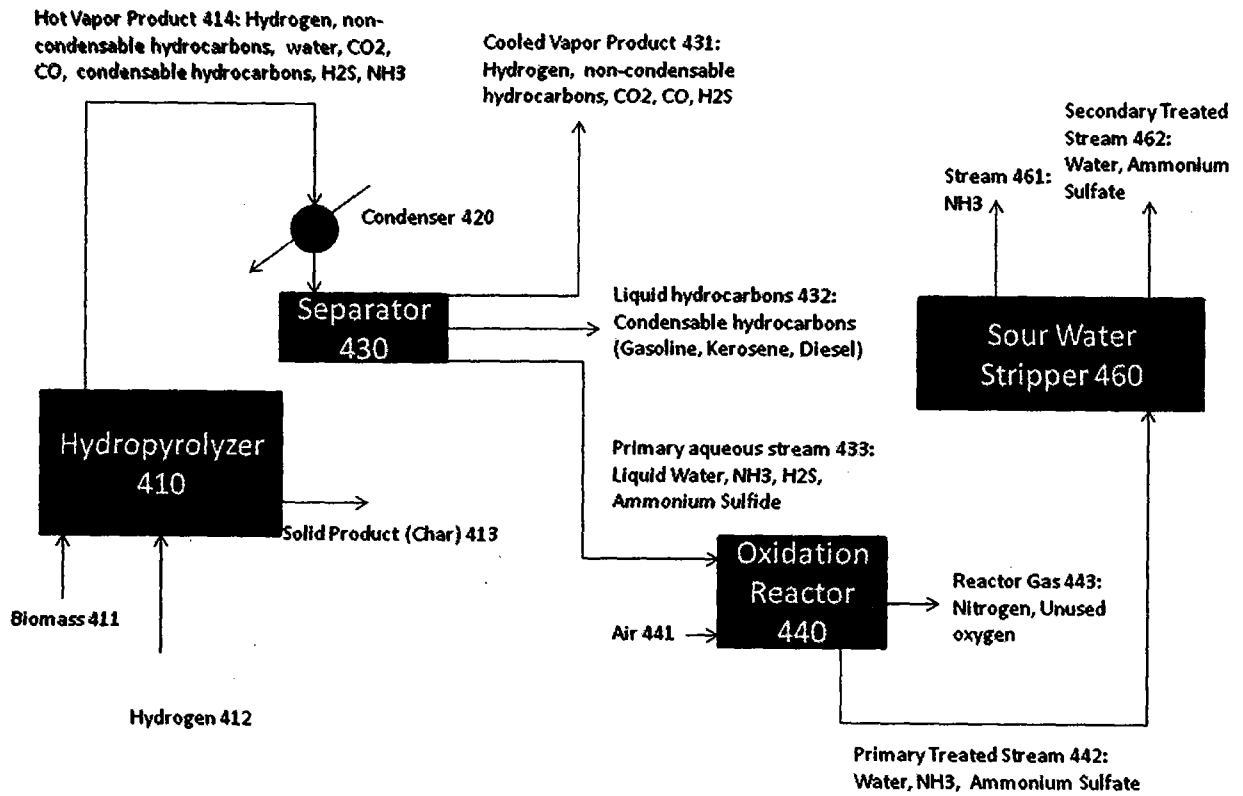 Hot Vapor Product 414: Hydrogen, non-
condensable hydrocarbons, water, CO2,
CO, condensable hydrocarbons, H2S, NH3
Cooled Vapor Product 431:
Hydrogen, non-condensable
hydrocarbons, CO2, CO, H2S
Secondary Treated
Stream 462:
Water, Ammonium
Sulfate
Stream 461:
NH3
Condenser 420
Separator
430
Liquid hydrocarbons 432:
Condensable hydrocarbons
(Gasoline, Kerosene, Diesel)
Sour Water
Stripper 460
Hydropyrolyzer
410
Primary aqueous stream 433:
Liquid Water, NH3, H2S,
Ammonium Sulfide
Solid Product (Char) 413
Oxidation
Reactor
440
Reactor Gas 443:
Nitrogen, Unused
oxygen
Biomass 411
Air 441
Hydrogen 412
Primary Treated Stream 442:
Water, NH3, Ammonium Sulfate